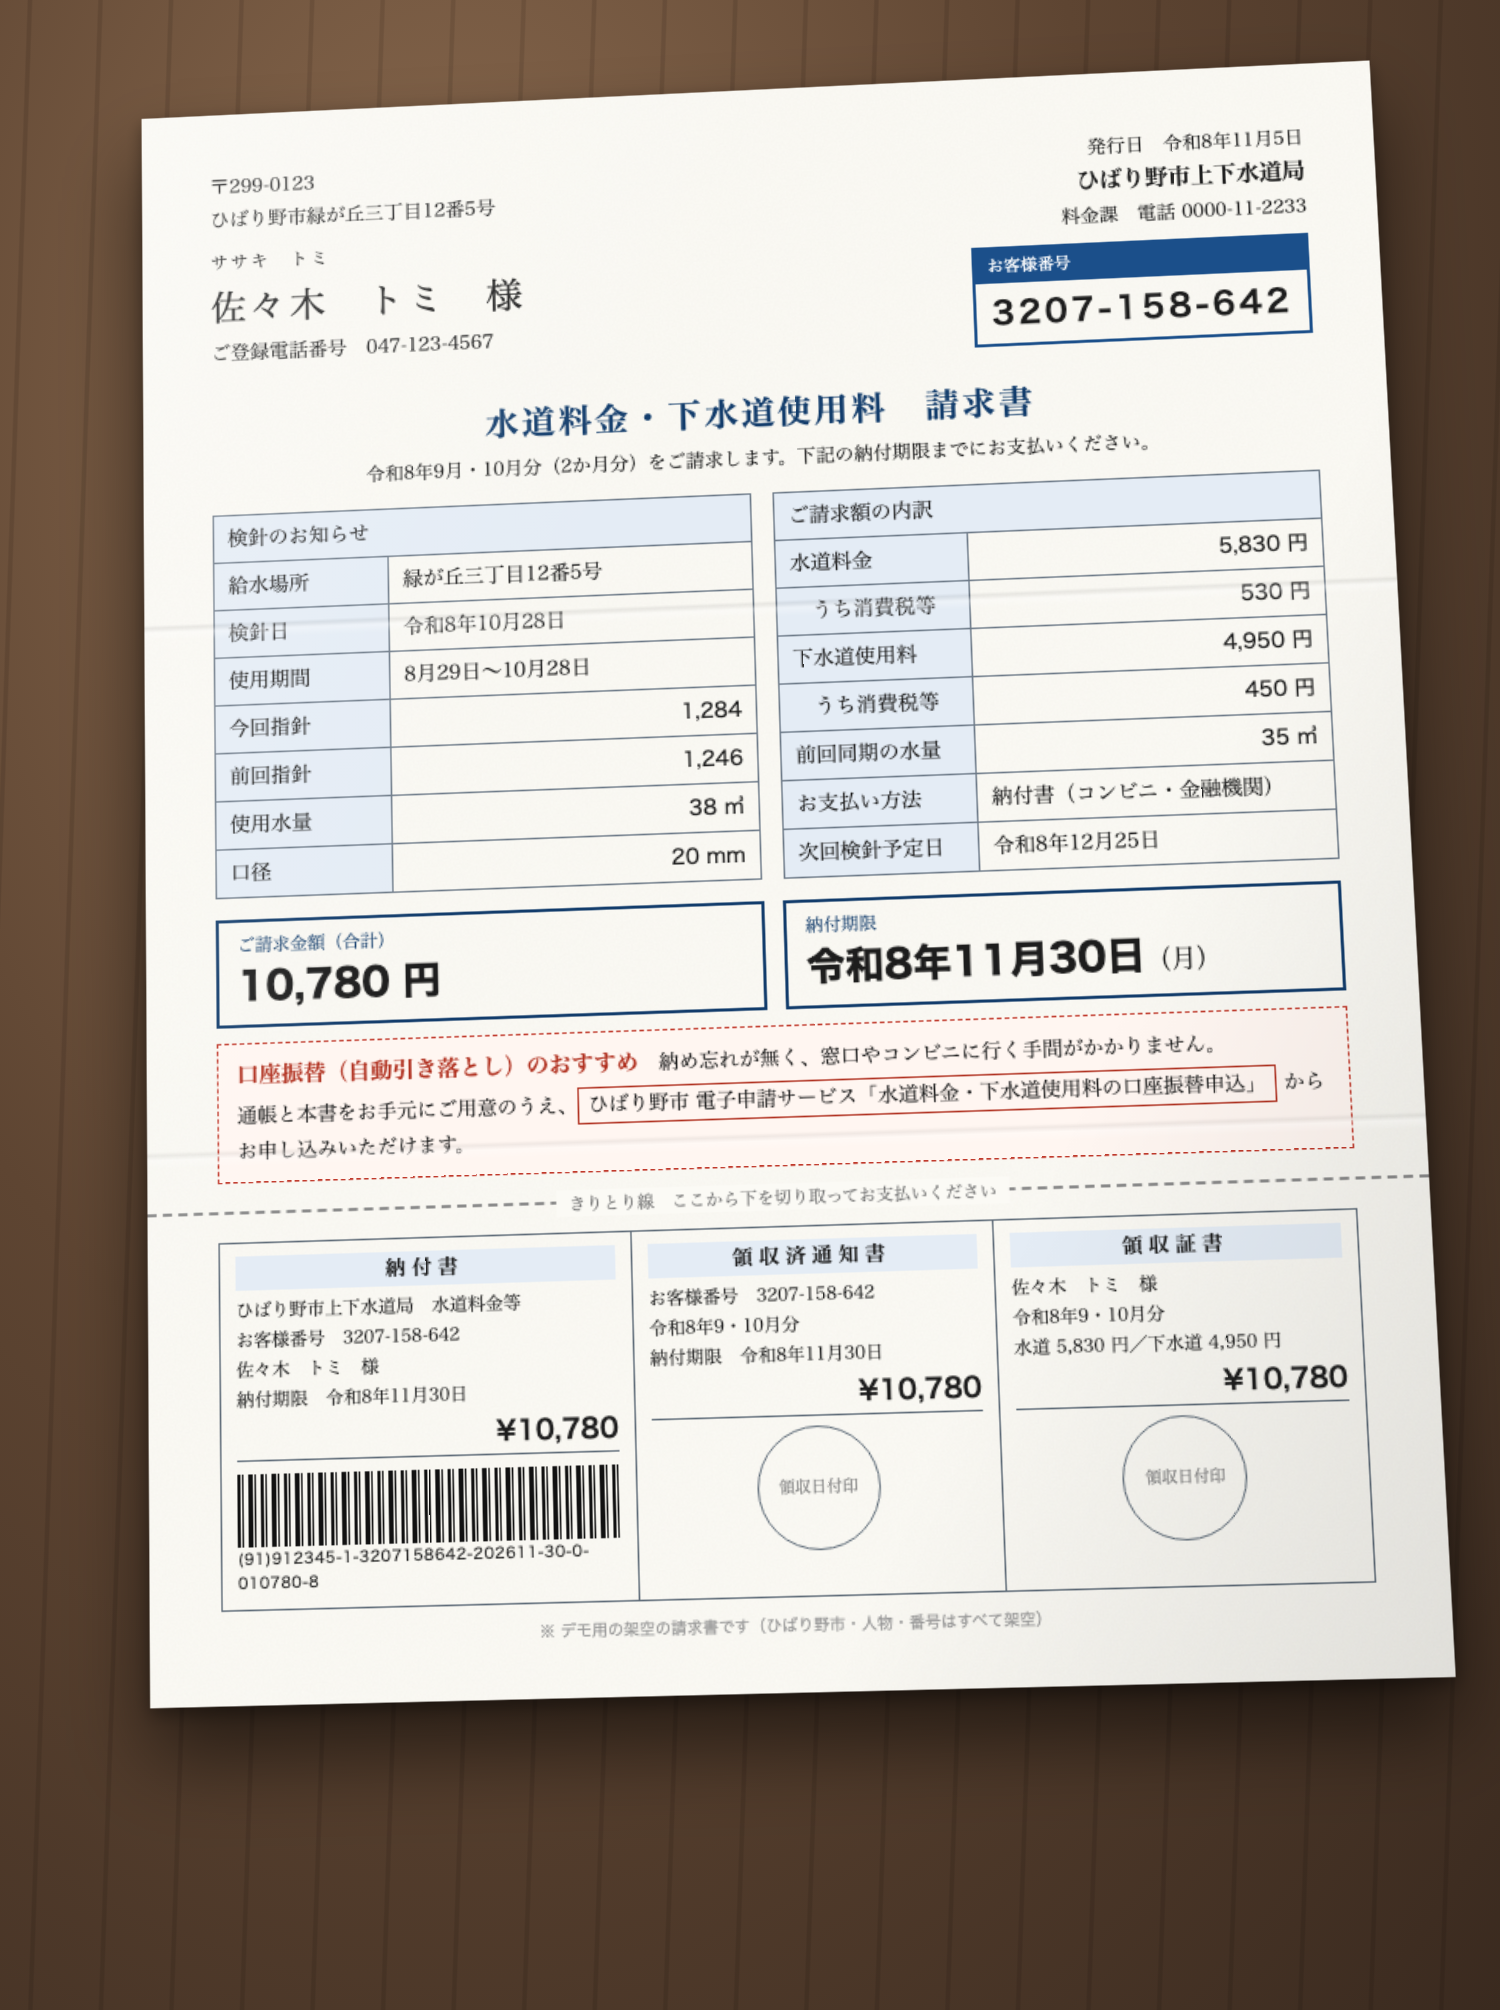 〒299-0123
ひばり野市緑が丘三丁目12番5号
ササキ　トミ
佐々木　トミ　様
ご登録電話番号　047-123-4567
発行日　令和8年11月5日
ひばり野市上下水道局
料金課　電話 0000-11-2233
お客様番号
3207-158-642
水道料金・下水道使用料　請求書
令和8年9月・10月分（2か月分）をご請求します。下記の納付期限までにお支払いください。
検針のお知らせ
給水場所　緑が丘三丁目12番5号
検針日　令和8年10月28日
使用期間　8月29日～10月28日
今回指針　1,284
前回指針　1,246
使用水量　38 ㎥
口径　20 mm
ご請求額の内訳
水道料金　5,830 円
うち消費税等　530 円
下水道使用料　4,950 円
うち消費税等　450 円
前回同期の水量　35 ㎥
お支払い方法　納付書（コンビニ・金融機関）
次回検針予定日　令和8年12月25日
ご請求金額（合計）
10,780 円
納付期限
令和8年11月30日（月）
口座振替（自動引き落とし）のおすすめ　納め忘れが無く、窓口やコンビニに行く手間がかかりません。
通帳と本書をお手元にご用意のうえ、ひばり野市 電子申請サービス「水道料金・下水道使用料の口座振替申込」から
お申し込みいただけます。
きりとり線　ここから下を切り取ってお支払いください
納付書
ひばり野市上下水道局　水道料金等
お客様番号　3207-158-642
佐々木　トミ　様
納付期限　令和8年11月30日
¥10,780
(91)912345-1-3207158642-202611-30-0-
010780-8
領収済通知書
お客様番号　3207-158-642
令和8年9・10月分
納付期限　令和8年11月30日
¥10,780
領収日付印
領収証書
佐々木　トミ　様
令和8年9・10月分
水道 5,830 円／下水道 4,950 円
¥10,780
領収日付印
※ デモ用の架空の請求書です（ひばり野市・人物・番号はすべて架空）